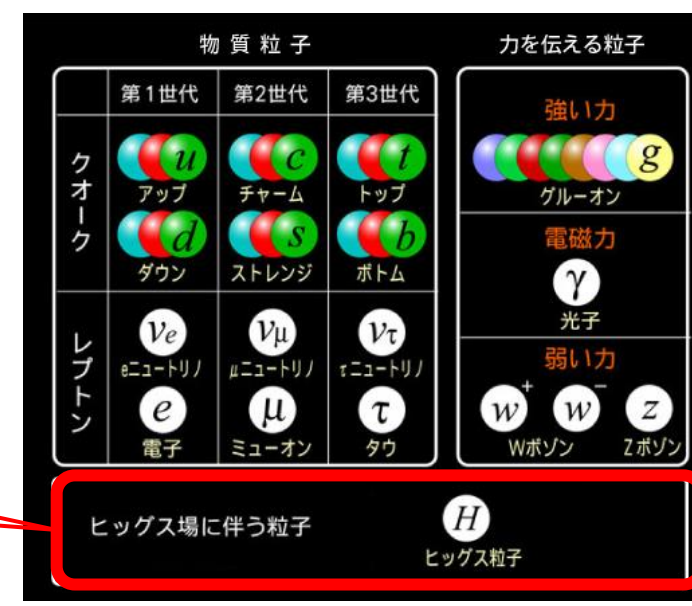 物質粒子
力を伝える粒子
第1世代 第2世代 第3世代
クオーク
u c t
アップ チャーム トップ
d s b
ダウン ストレンジ ボトム
レプトン
νe νμ ντ
eニュートリノ μニュートリノ τニュートリノ
e μ τ
電子 ミューオン タウ
強い力
g
グルーオン
電磁力
γ
光子
弱い力
w+ w− z
Wボゾン Zボゾン
ヒッグス場に伴う粒子
H
ヒッグス粒子